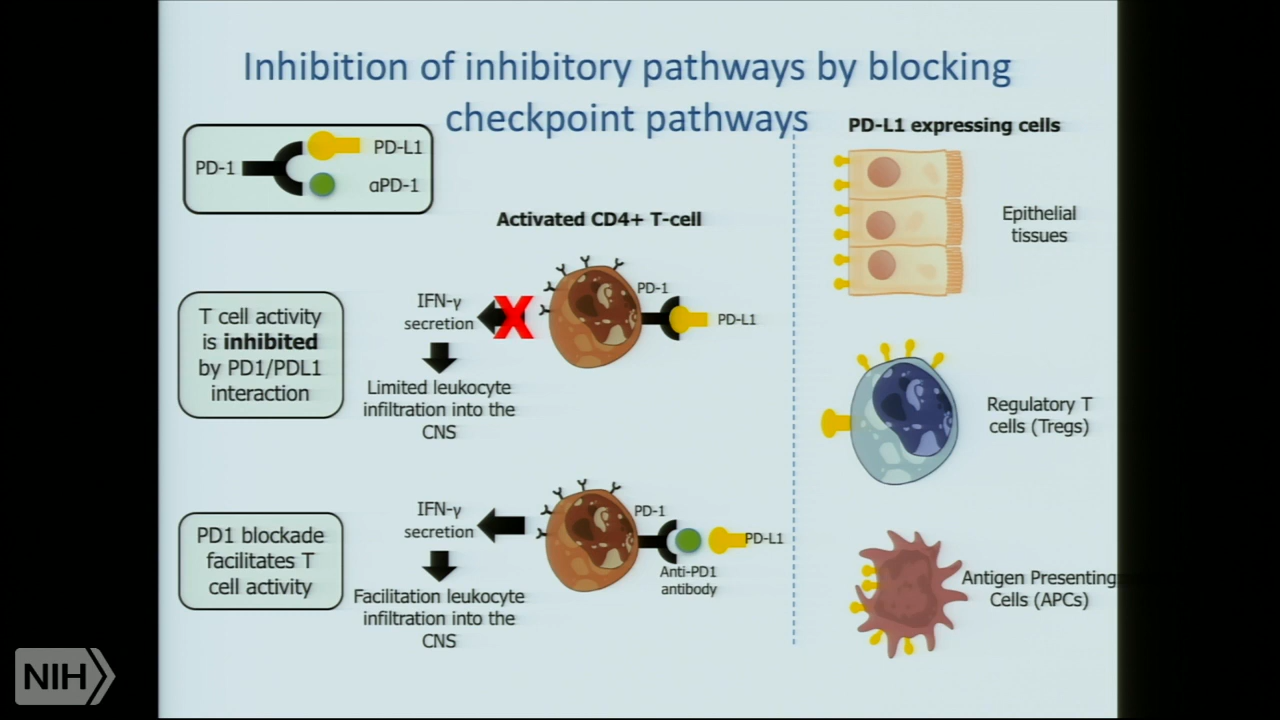 Inhibition of inhibitory pathways by blocking
checkpoint pathways
PD-1
PD-L1
αPD-1
Activated CD4+ T-cell
T cell activity
is inhibited
by PD1/PDL1
interaction
IFN-γ
secretion
X
PD-1
PD-L1
Limited leukocyte
infiltration into the
CNS
PD1 blockade
facilitates T
cell activity
IFN-γ
secretion
PD-1
PD-L1
Anti-PD1
antibody
Facilitation leukocyte
infiltration into the
CNS
PD-L1 expressing cells
Epithelial
tissues
Regulatory T
cells (Tregs)
Antigen Presenting
Cells (APCs)
NIH